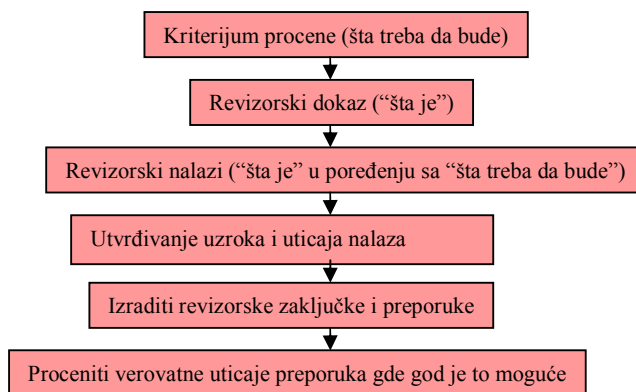 Kriterijum procene (šta treba da bude)
Revizorski dokaz (“šta je”)
Revizorski nalazi (“šta je” u poređenju sa “šta treba da bude”)
Utvrđivanje uzroka i uticaja nalaza
Izraditi revizorske zaključke i preporuke
Proceniti verovatne uticaje preporuka gde god je to moguće